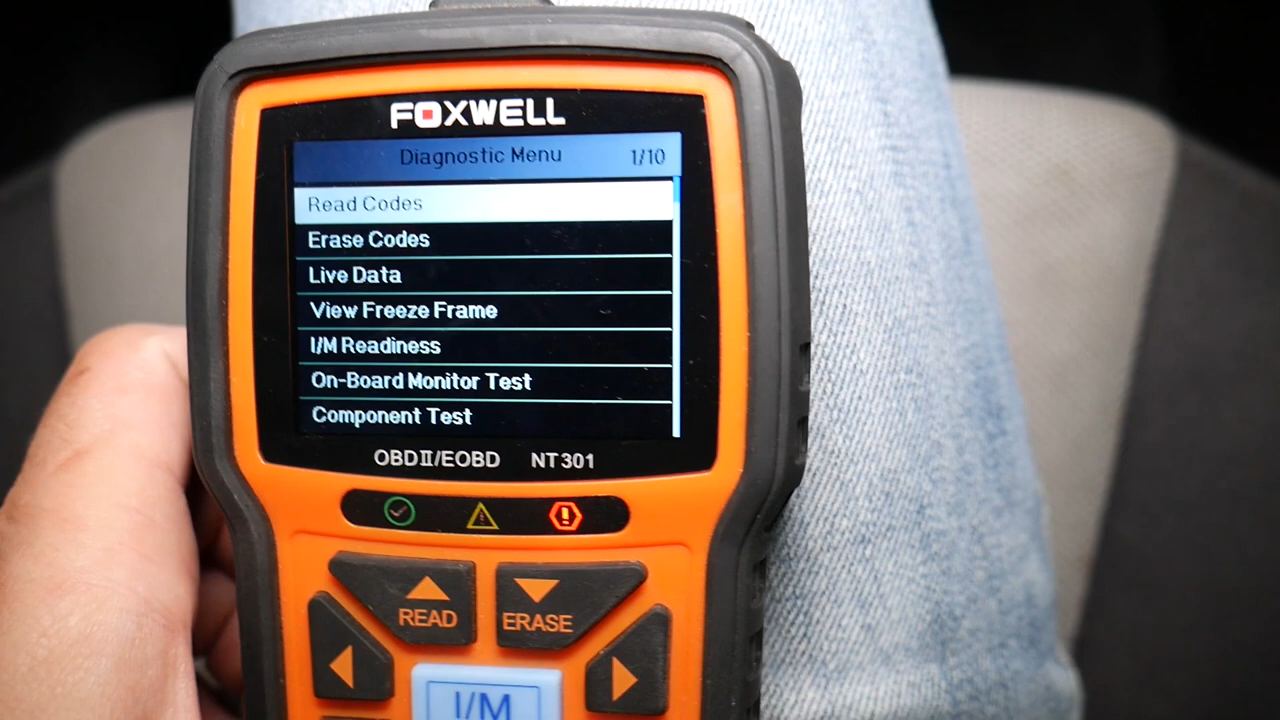 FOXWELL
Diagnostic Menu 1/10
Read Codes
Erase Codes
Live Data
View Freeze Frame
I/M Readiness
On-Board Monitor Test
Component Test
OBDII/EOBD NT301
READ
ERASE
I/M